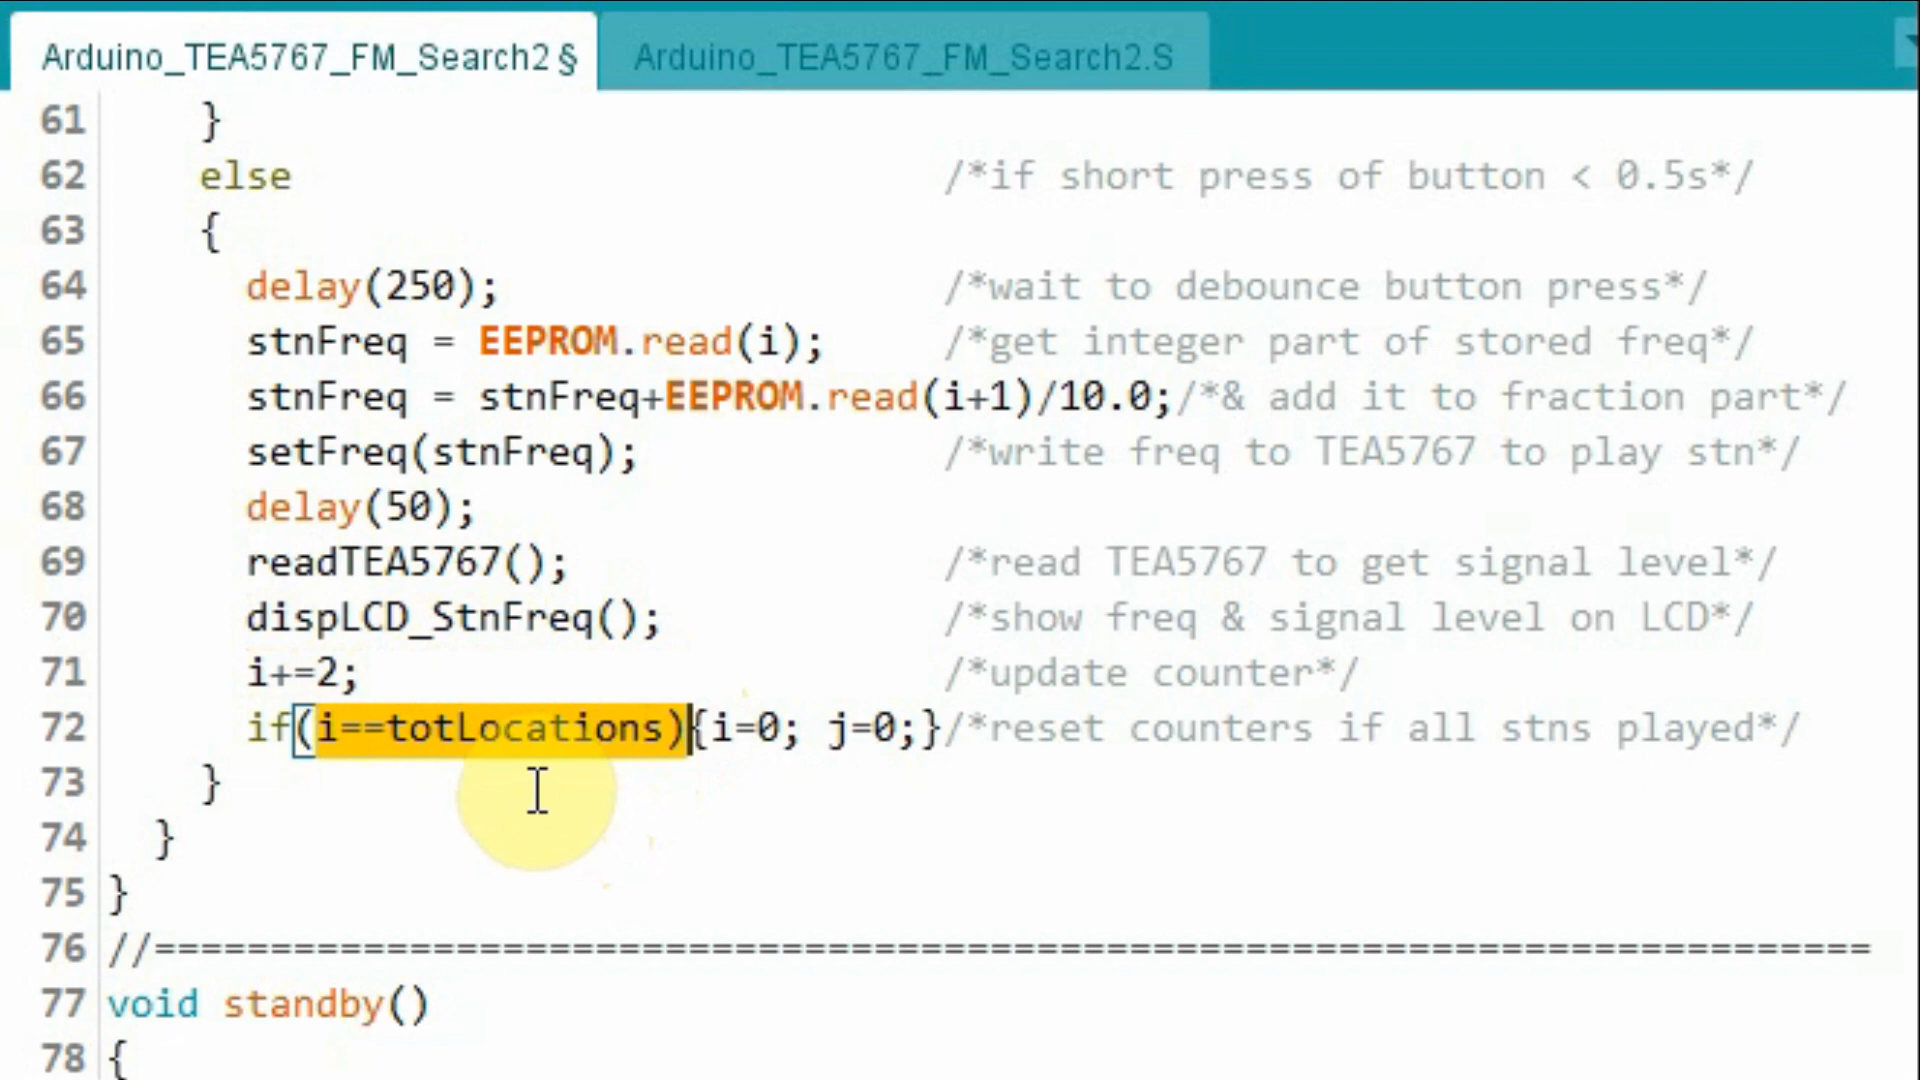 Arduino_TEA5767_FM_Search2 § Arduino_TEA5767_FM_Search2.S
61 }
62 else /*if short press of button < 0.5s*/
63 {
64 delay(250); /*wait to debounce button press*/
65 stnFreq = EEPROM.read(i); /*get integer part of stored freq*/
66 stnFreq = stnFreq+EEPROM.read(i+1)/10.0;/*& add it to fraction part*/
67 setFreq(stnFreq); /*write freq to TEA5767 to play stn*/
68 delay(50);
69 readTEA5767(); /*read TEA5767 to get signal level*/
70 dispLCD_StnFreq(); /*show freq & signal level on LCD*/
71 i+=2; /*update counter*/
72 if(i==totLocations){i=0; j=0;}/*reset counters if all stns played*/
73 }
74 }
75 }
76 //==========================================================================
77 void standby()
78 {